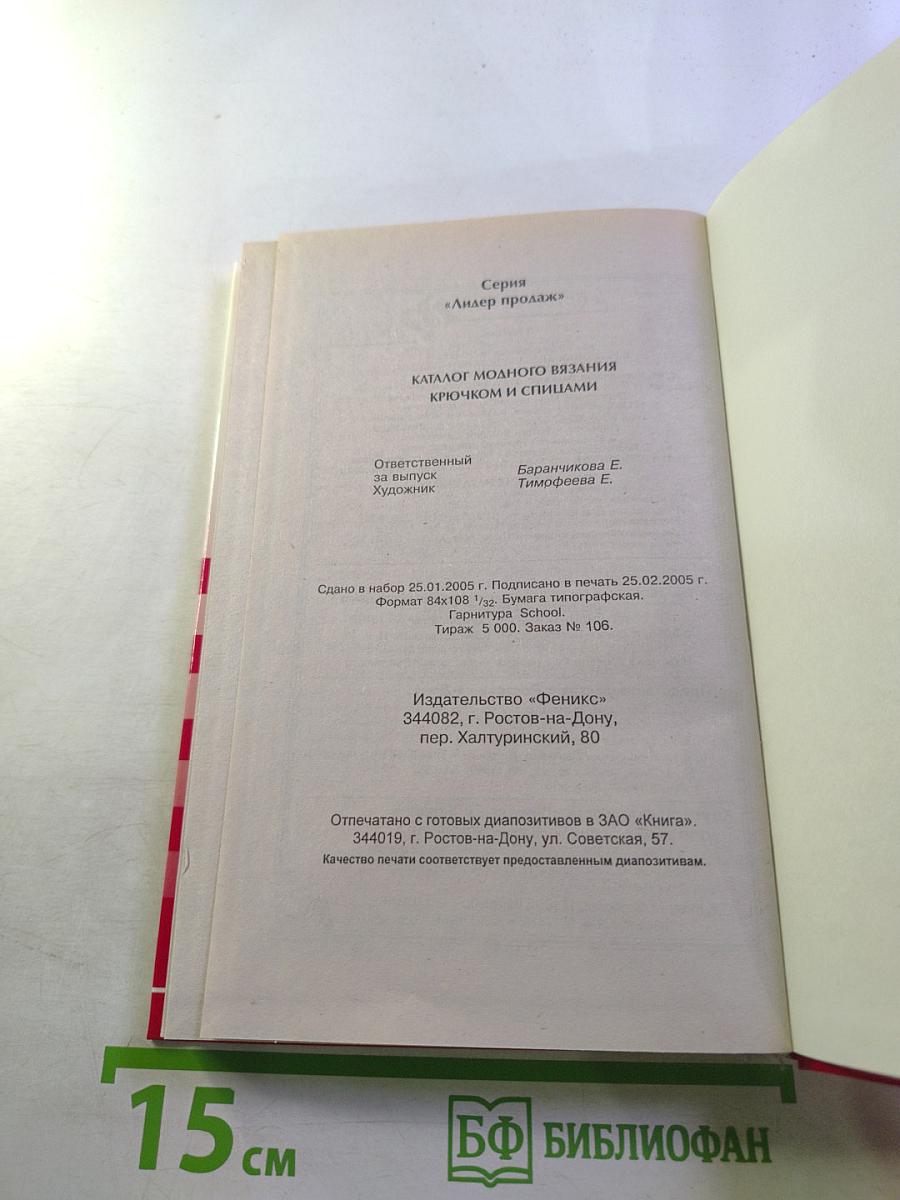 Серия
«Лидер продаж»
КАТАЛОГ МОДНОГО ВЯЗАНИЯ
КРЮЧКОМ И СПИЦАМИ
Ответственный
за выпуск Баранчикова Е.
Художник Тимофеева Е.
Сдано в набор 25.01.2005 г. Подписано в печать 25.02.2005 г.
Формат 84x108 1/32. Бумага типографская.
Гарнитура School.
Тираж 5 000. Заказ № 106.
Издательство «Феникс»
344082, г. Ростов-на-Дону,
пер. Халтуринский, 80
Отпечатано с готовых диапозитивов в ЗАО «Книга».
344019, г. Ростов-на-Дону, ул. Советская, 57.
Качество печати соответствует предоставленным диапозитивам.
15 см БФ БИБЛИОФАН